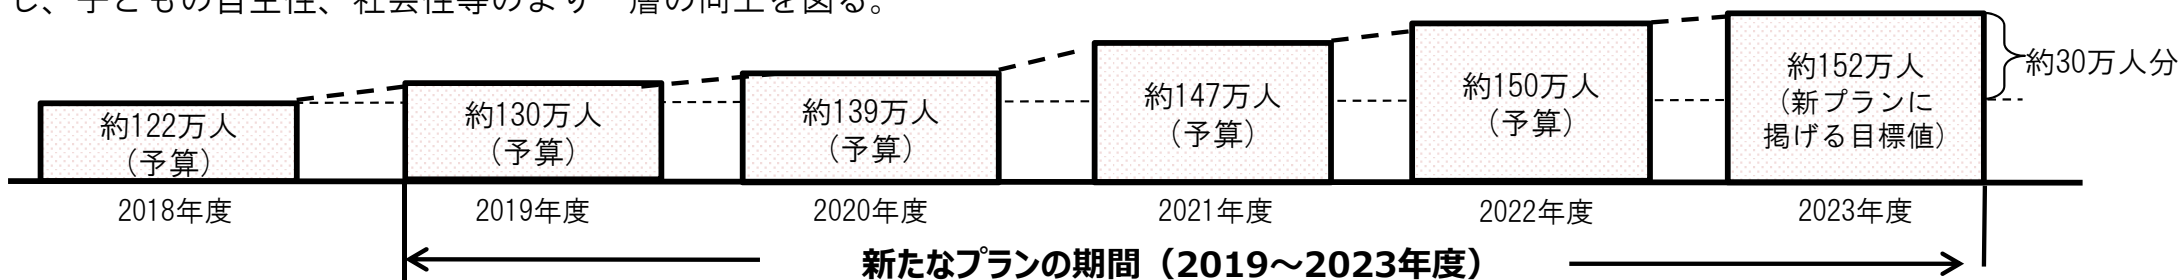 し、子どもの自主性、社会性等のより一層の向上を図る。
約122万人
（予算）
約130万人
（予算）
約139万人
（予算）
約147万人
（予算）
約150万人
（予算）
約152万人
（新プランに
掲げる目標値）
約30万人分
2018年度
2019年度
2020年度
2021年度
2022年度
2023年度
新たなプランの期間（2019～2023年度）